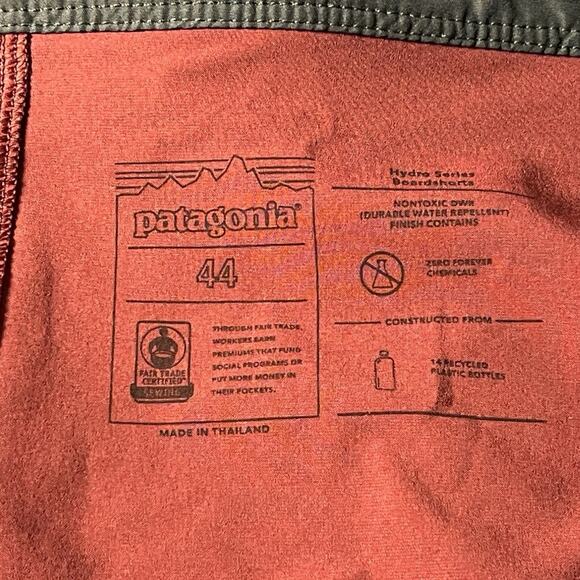 patagonia®
44
FAIR TRADE
CERTIFIED
SEWING
THROUGH FAIR TRADE,
WORKERS EARN
PREMIUMS THAT FUND
SOCIAL PROGRAMS OR
PUT MORE MONEY IN
THEIR POCKETS.
MADE IN THAILAND
Hydro Series
Boardshorts
NONTOXIC DWR
(DURABLE WATER REPELLENT)
FINISH CONTAINS
ZERO FOREVER
CHEMICALS
CONSTRUCTED FROM
14 RECYCLED
PLASTIC BOTTLES